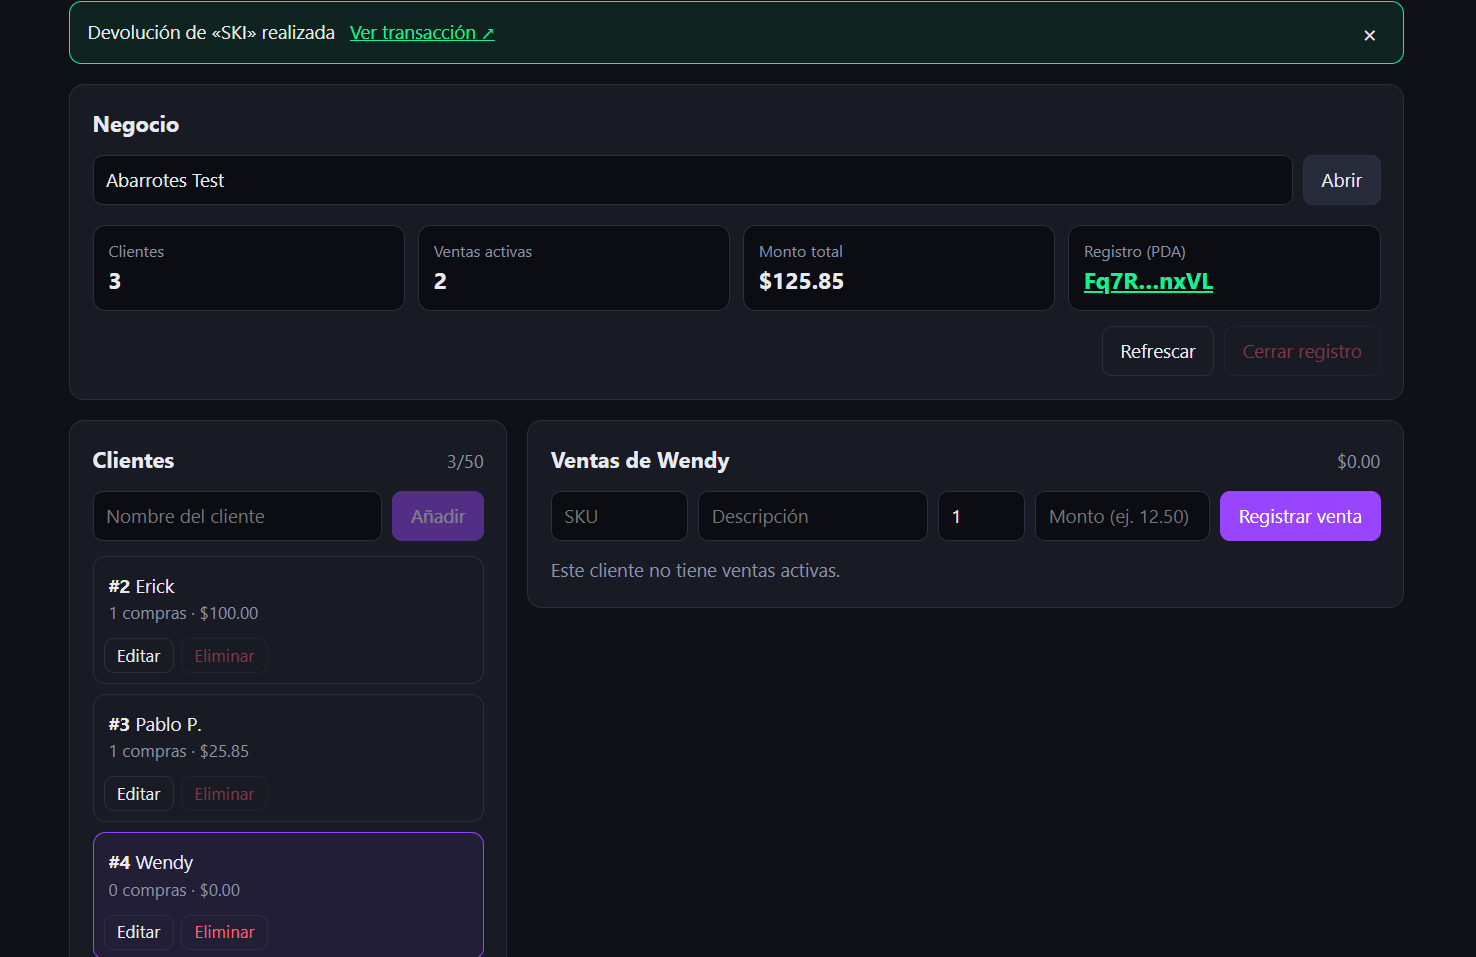 Devolución de «SKI» realizada Ver transacción ↗ ×
Negocio
Abarrotes Test Abrir
Clientes
3
Ventas activas
2
Monto total
$125.85
Registro (PDA)
Fq7R...nxVL
Refrescar Cerrar registro
Clientes 3/50
Nombre del cliente Añadir
#2 Erick
1 compras · $100.00
Editar Eliminar
#3 Pablo P.
1 compras · $25.85
Editar Eliminar
#4 Wendy
0 compras · $0.00
Editar Eliminar
Ventas de Wendy $0.00
SKU Descripción 1 Monto (ej. 12.50) Registrar venta
Este cliente no tiene ventas activas.